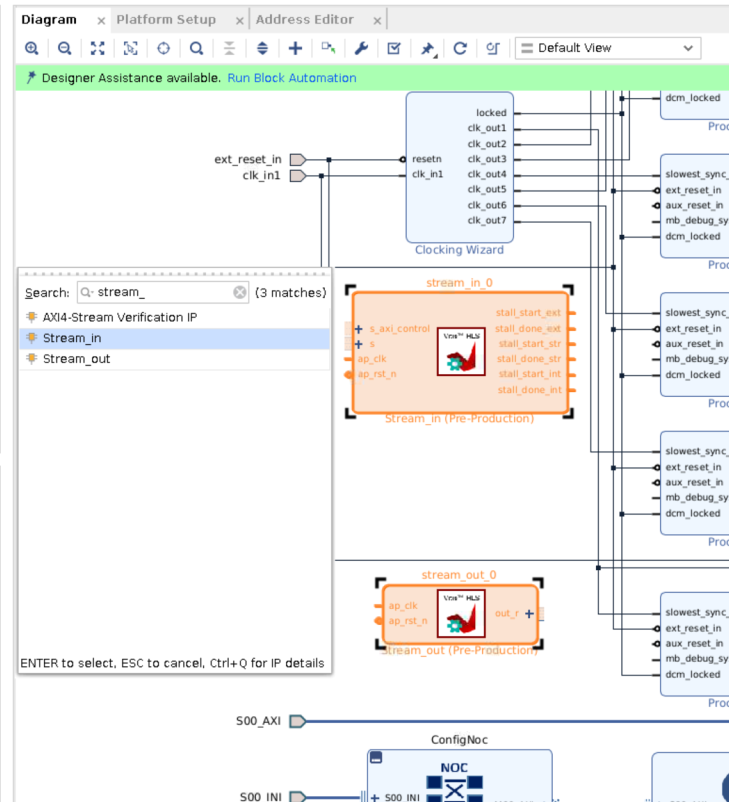 Diagram
Platform Setup
Address Editor
Default View
Designer Assistance available. Run Block Automation
locked
clk_out1
clk_out2
clk_out3
clk_out4
clk_out5
clk_out6
clk_out7
ext_reset_in
clk_in1
resetn
clk_in1
Clocking Wizard
dcm_locked
Proc
slowest_sync_
ext_reset_in
aux_reset_in
mb_debug_sy
dcm_locked
Proc
Search: stream_ (3 matches)
AXI4-Stream Verification IP
Stream_in
Stream_out
ENTER to select, ESC to cancel, Ctrl+Q for IP details
stream_in_0
s_axi_control
s
ap_clk
ap_rst_n
Vitis™ HLS
stall_start_ext
stall_done_ext
stall_start_str
stall_done_str
stall_start_int
stall_done_int
Stream_in (Pre-Production)
slowest_sync_
ext_reset_in
aux_reset_in
mb_debug_sy
dcm_locked
Proc
slowest_sync_
ext_reset_in
aux_reset_in
mb_debug_sy
dcm_locked
Proc
stream_out_0
ap_clk
ap_rst_n
Vitis™ HLS
out_r
Stream_out (Pre-Production)
slowest_sync_
ext_reset_in
aux_reset_in
mb_debug_sy
dcm_locked
Proc
S00_AXI
ConfigNoc
NOC
S00_INI
S00_INI